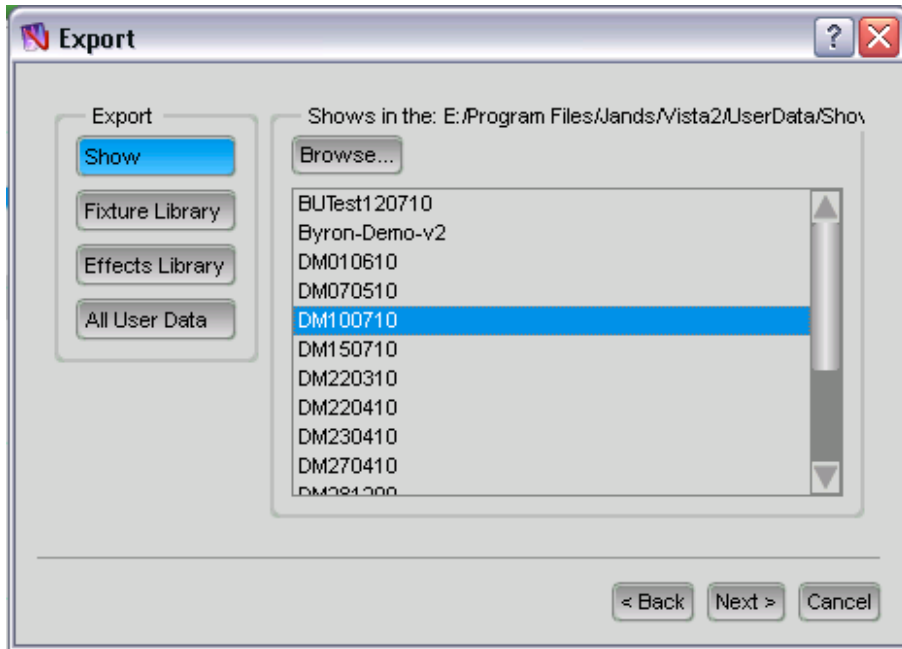 Export
Export
Show
Fixture Library
Effects Library
All User Data
Shows in the: E:/Program Files/Jands/Vista2/UserData/Shov
Browse...
BUTest120710
Byron-Demo-v2
DM010610
DM070510
DM100710
DM150710
DM220310
DM220410
DM230410
DM270410
DM281209
< Back
Next >
Cancel